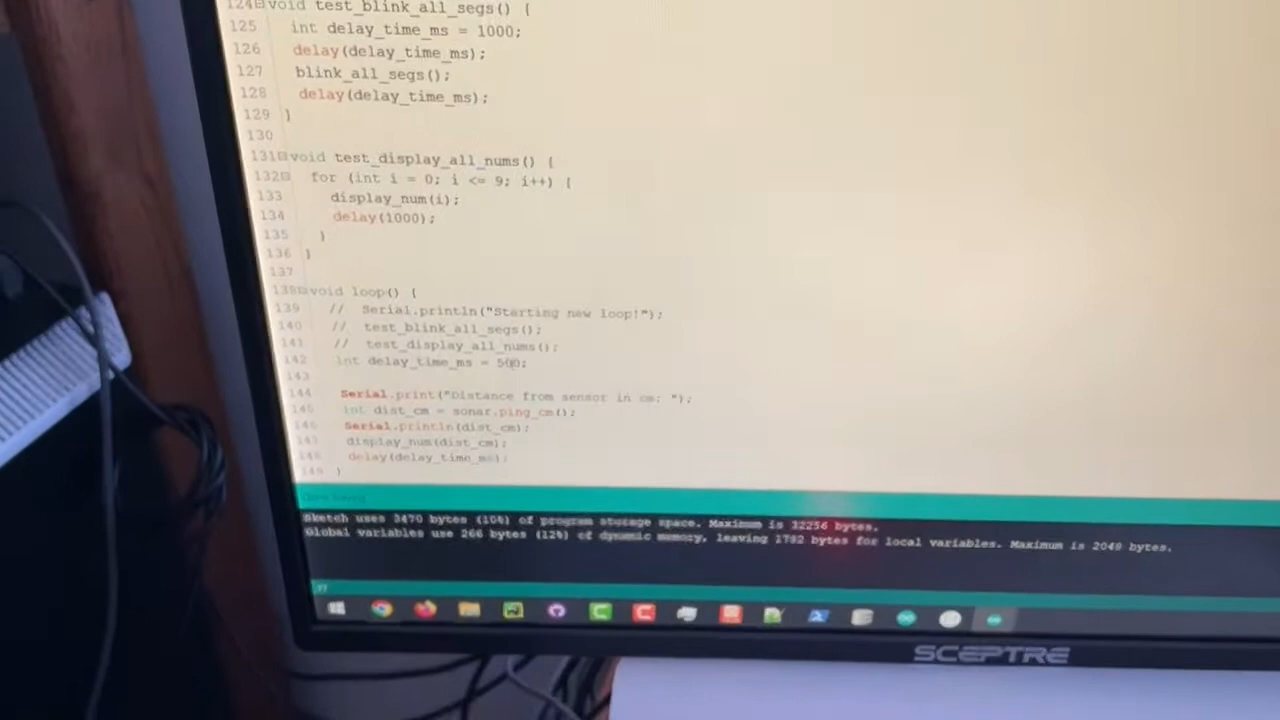 124 void test_blink_all_segs() {
125 int delay_time_ms = 1000;
126 delay(delay_time_ms);
127 blink_all_segs();
128 delay(delay_time_ms);
129 }
130
131 void test_display_all_nums() {
132 for (int i = 0; i <= 9; i++) {
133 display_num(i);
134 delay(1000);
135 }
136 }
137
138 void loop() {
139 // Serial.println("Starting new loop!");
140 // test_blink_all_segs();
141 // test_display_all_nums();
142 int delay_time_ms = 500;
143
144 Serial.print("Distance from sensor in cm: ");
145 int dist_cm = sonar.ping_cm();
146 Serial.println(dist_cm);
147 display_num(dist_cm);
148 delay(delay_time_ms);
149 }
Sketch uses 3470 bytes (10%) of program storage space. Maximum is 32256 bytes.
Global variables use 266 bytes (12%) of dynamic memory, leaving 1782 bytes for local variables. Maximum is 2048 bytes.
SCEPTRE